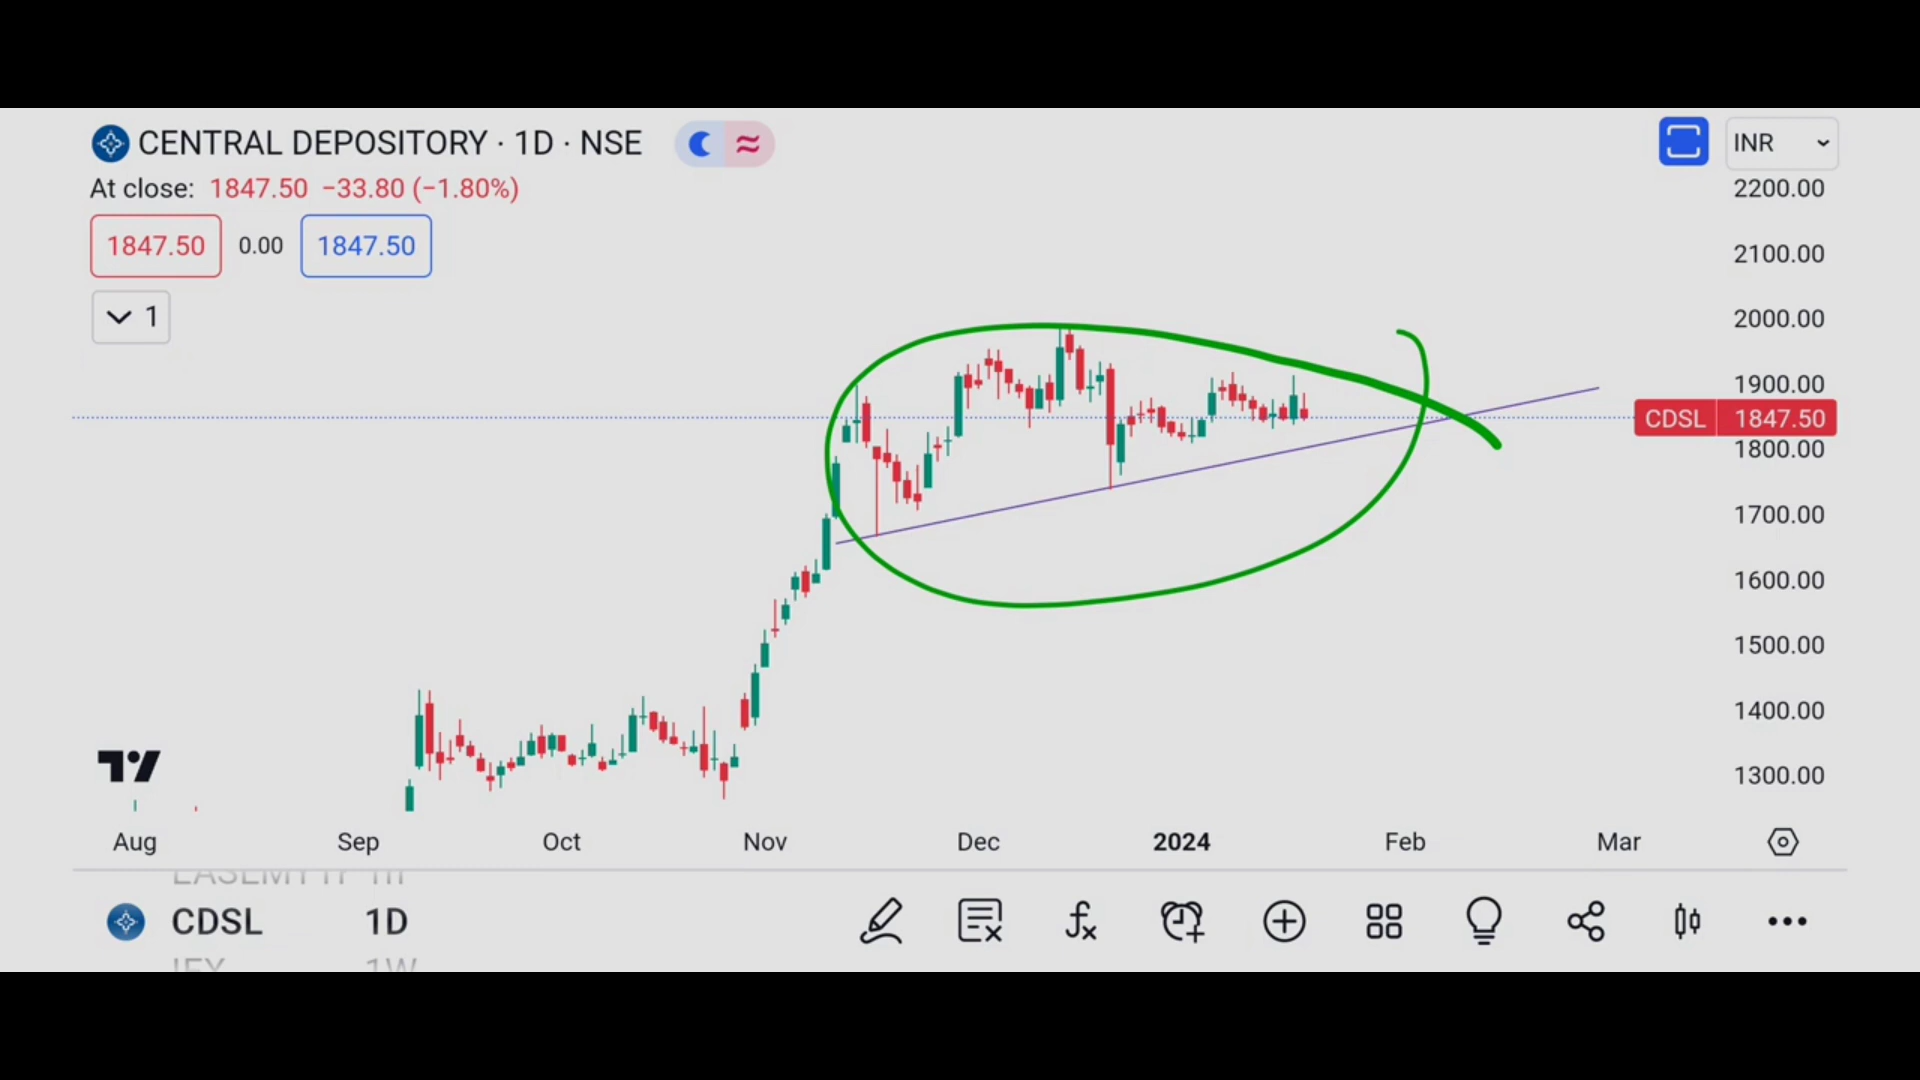 CENTRAL DEPOSITORY · 1D · NSE
INR
At close: 1847.50 −33.80 (−1.80%)
1847.50 0.00 1847.50
1
2200.00
2100.00
2000.00
1900.00
CDSL 1847.50
1800.00
1700.00
1600.00
1500.00
1400.00
1300.00
Aug Sep Oct Nov Dec 2024 Feb Mar
CDSL 1D